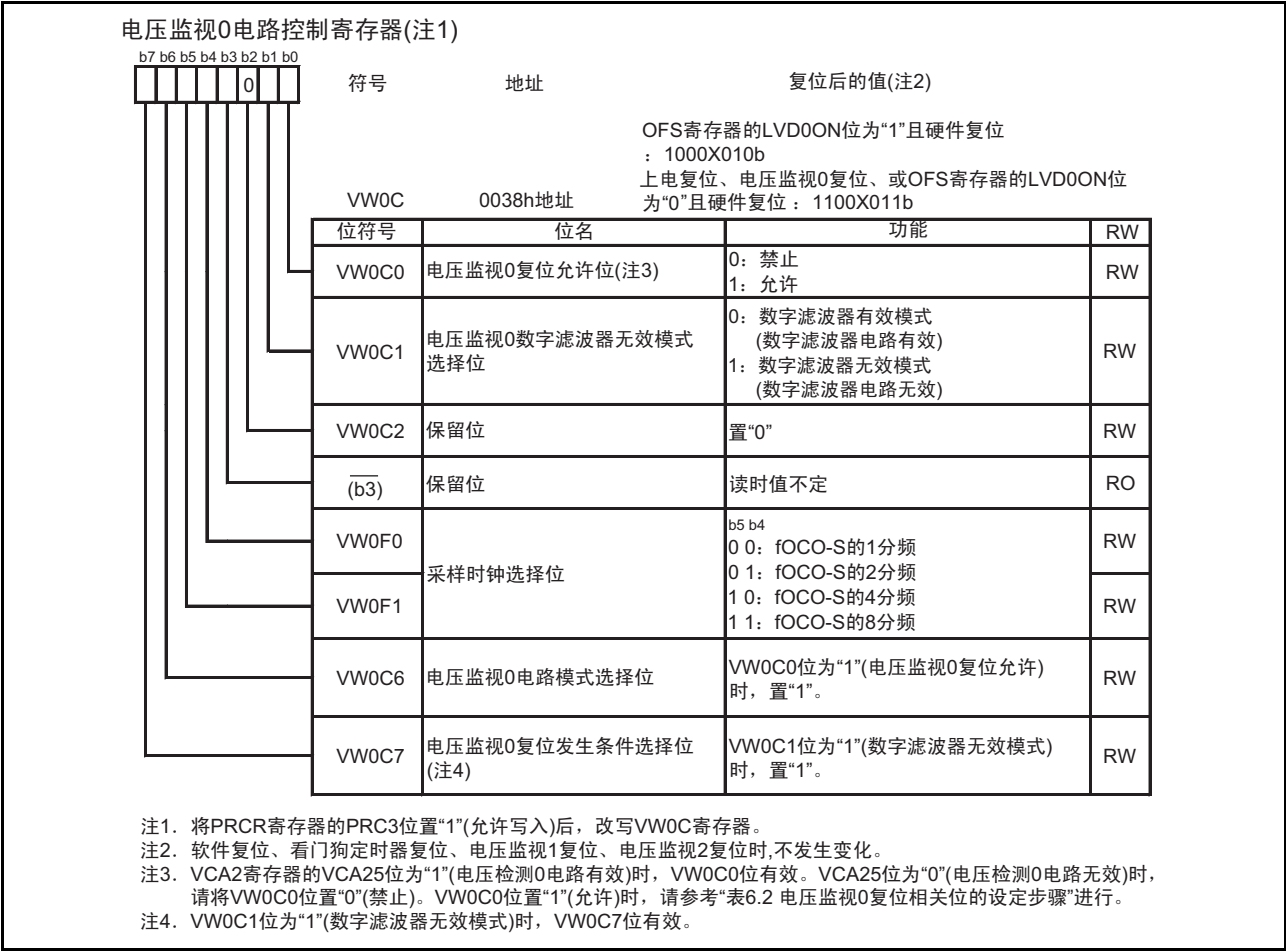 电压监视0电路控制寄存器(注1)
b7 b6 b5 b4 b3 b2 b1 b0
0
符号 地址 复位后的值(注2)
OFS寄存器的LVD0ON位为“1”且硬件复位
：1000X010b
上电复位、电压监视0复位、或OFS寄存器的LVD0ON位
VW0C 0038h地址 为“0”且硬件复位：1100X011b
位符号 位名 功能 RW
VW0C0 电压监视0复位允许位(注3) 0：禁止
1：允许 RW
VW0C1 电压监视0数字滤波器无效模式
选择位
0：数字滤波器有效模式
(数字滤波器电路有效)
1：数字滤波器无效模式
(数字滤波器电路无效)
RW
VW0C2 保留位 置“0” RW
(b3) 保留位 读时值不定 RO
VW0F0 RW
VW0F1 RW
采样时钟选择位
b5 b4
0 0：fOCO-S的1分频
0 1：fOCO-S的2分频
1 0：fOCO-S的4分频
1 1：fOCO-S的8分频
VW0C6 电压监视0电路模式选择位 VW0C0位为“1”(电压监视0复位允许)
时，置“1”。 RW
VW0C7 电压监视0复位发生条件选择位
(注4)
VW0C1位为“1”(数字滤波器无效模式)
时，置“1”。
RW
注1. 将PRCR寄存器的PRC3位置“1”(允许写入)后，改写VW0C寄存器。
注2. 软件复位、看门狗定时器复位、电压监视1复位、电压监视2复位时,不发生变化。
注3. VCA2寄存器的VCA25位为“1”(电压检测0电路有效)时，VW0C0位有效。VCA25位为“0”(电压检测0电路无效)时，
请将VW0C0位置“0”(禁止)。VW0C0位置“1”(允许)时，请参考“表6.2 电压监视0复位相关位的设定步骤”进行。
注4. VW0C1位为“1”(数字滤波器无效模式)时，VW0C7位有效。